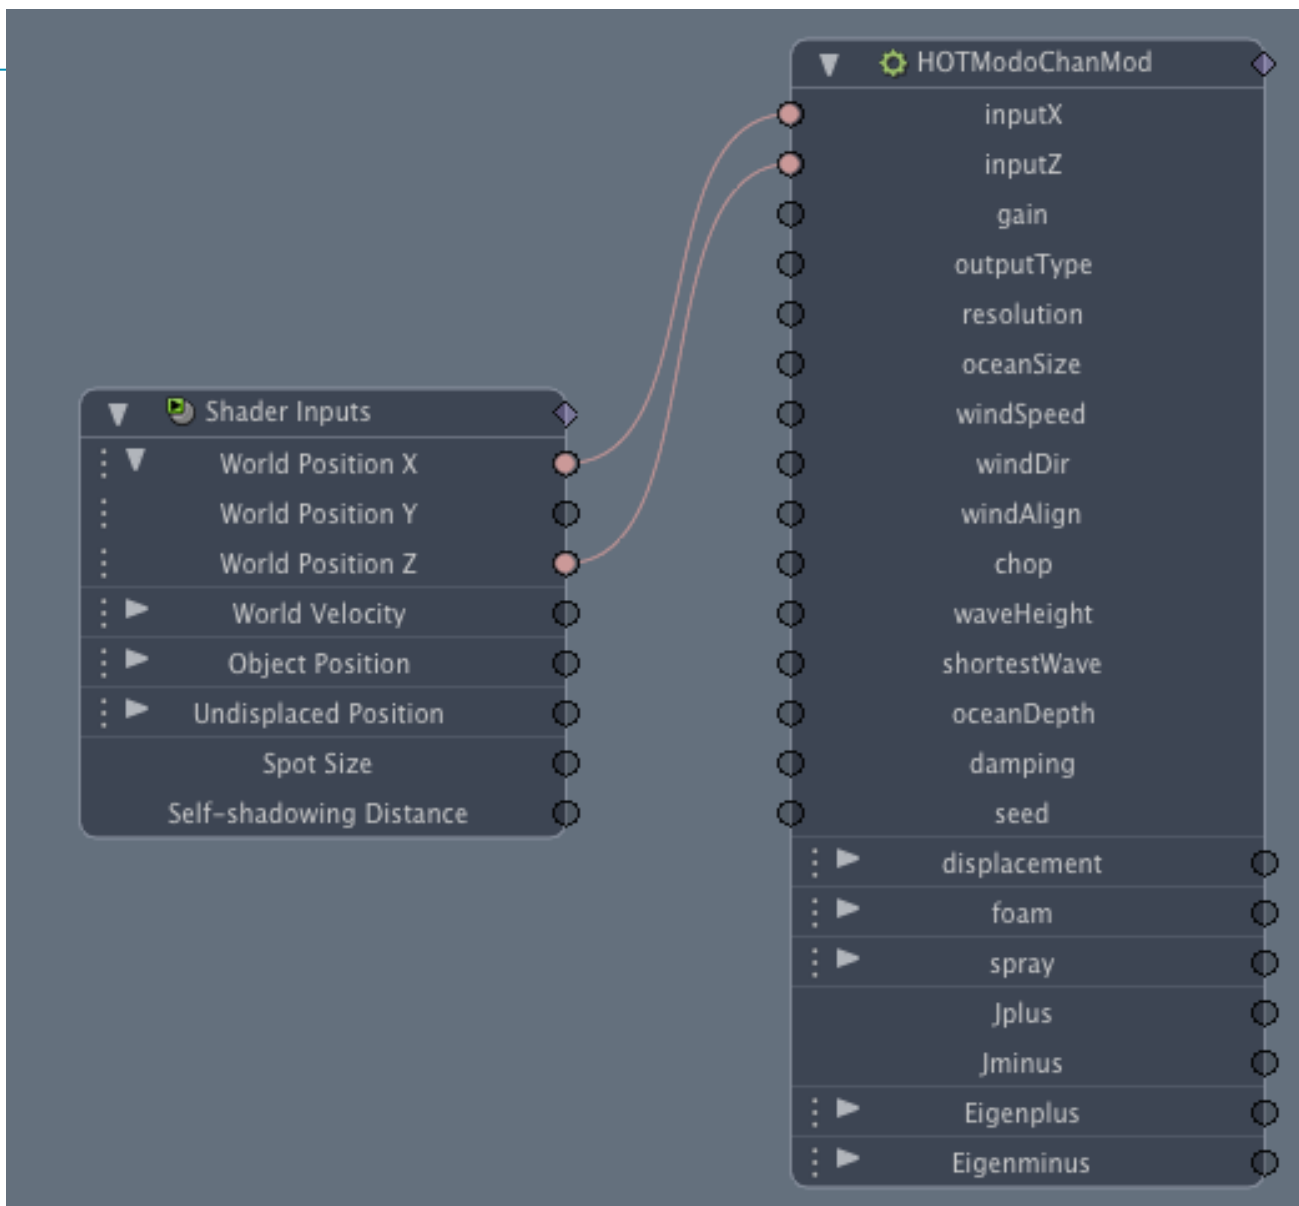 HOTModoChanMod
inputX
inputZ
gain
outputType
resolution
oceanSize
windSpeed
windDir
windAlign
chop
waveHeight
shortestWave
oceanDepth
damping
seed
displacement
foam
spray
Jplus
Jminus
Eigenplus
Eigenminus
Shader Inputs
World Position X
World Position Y
World Position Z
World Velocity
Object Position
Undisplaced Position
Spot Size
Self-shadowing Distance